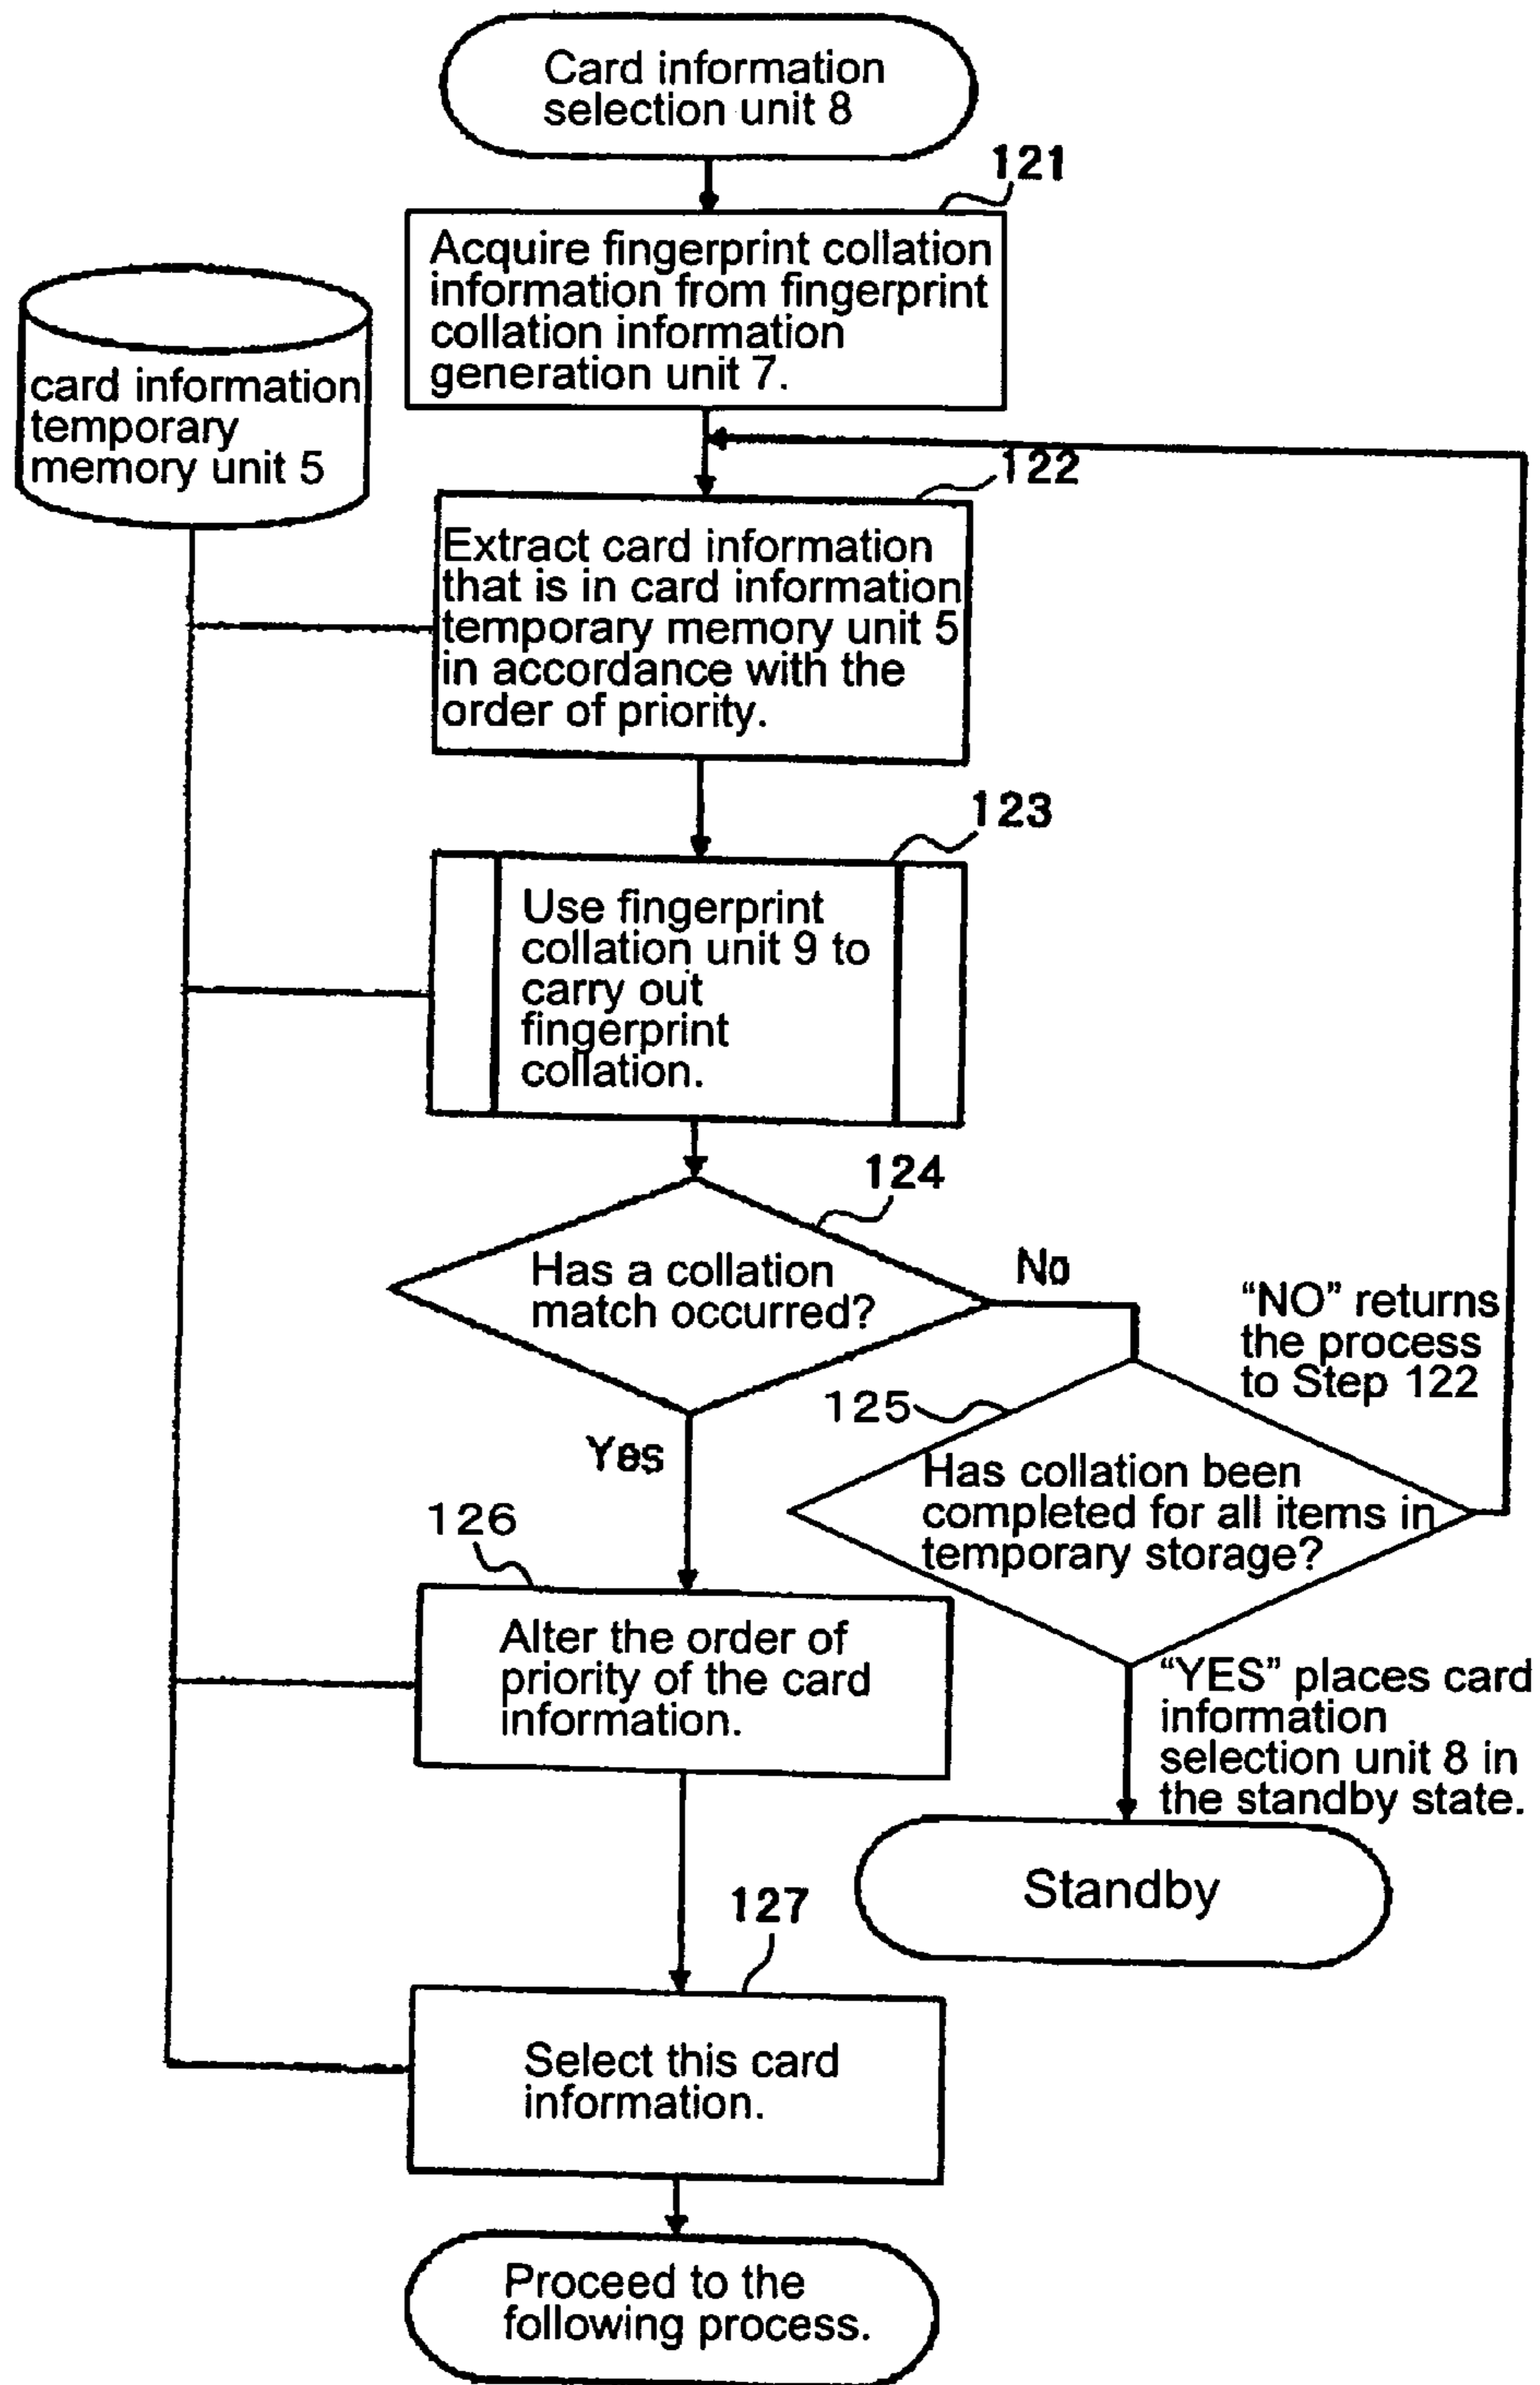 Card information
selection unit 8
121
Acquire fingerprint collation
information from fingerprint
collation information
generation unit 7.
card information
temporary
memory unit 5
122
Extract card information
that is in card information
temporary memory unit 5
in accordance with the
order of priority.
123
Use fingerprint
collation unit 9 to
carry out
fingerprint
collation.
124
Has a collation
match occurred?
No
"NO" returns
the process
to Step 122
125
Has collation been
completed for all items in
temporary storage?
Yes
126
Alter the order of
priority of the card
information.
"YES" places card
information
selection unit 8 in
the standby state.
Standby
127
Select this card
information.
Proceed to the
following process.